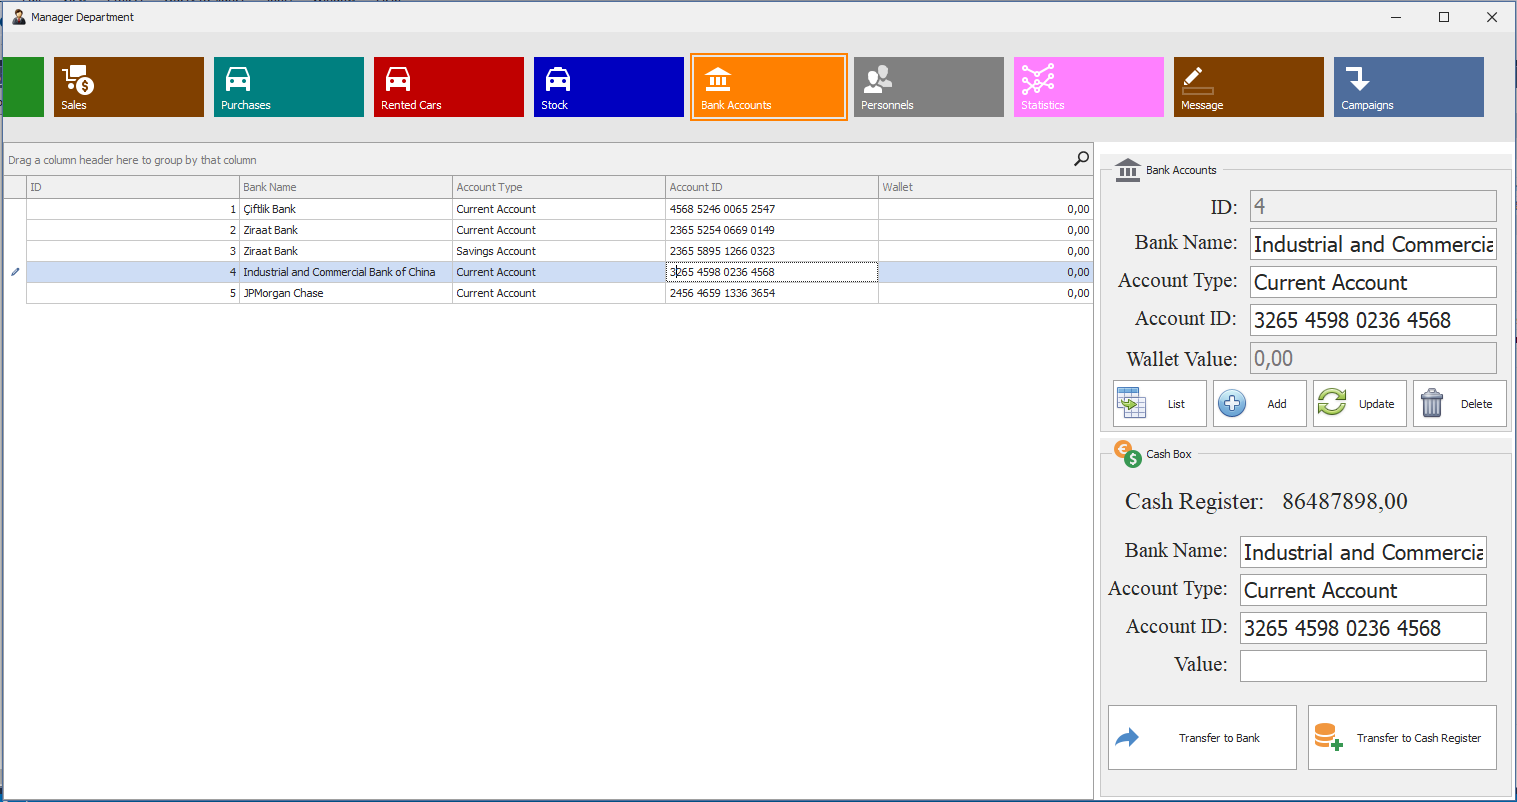 Manager Department
Sales
Purchases
Rented Cars
Stock
Bank Accounts
Personnels
Statistics
Message
Campaigns
Drag a column header here to group by that column
ID Bank Name Account Type Account ID Wallet
1 Çiftlik Bank Current Account 4568 5246 0065 2547 0,00
2 Ziraat Bank Current Account 2365 5254 0669 0149 0,00
3 Ziraat Bank Savings Account 2365 5895 1266 0323 0,00
4 Industrial and Commercial Bank of China Current Account 3265 4598 0236 4568 0,00
5 JPMorgan Chase Current Account 2456 4659 1336 3654 0,00
Bank Accounts
ID: 4
Bank Name: Industrial and Commercia
Account Type: Current Account
Account ID: 3265 4598 0236 4568
Wallet Value: 0,00
List
Add
Update
Delete
Cash Box
Cash Register: 86487898,00
Bank Name: Industrial and Commercia
Account Type: Current Account
Account ID: 3265 4598 0236 4568
Value:
Transfer to Bank
Transfer to Cash Register